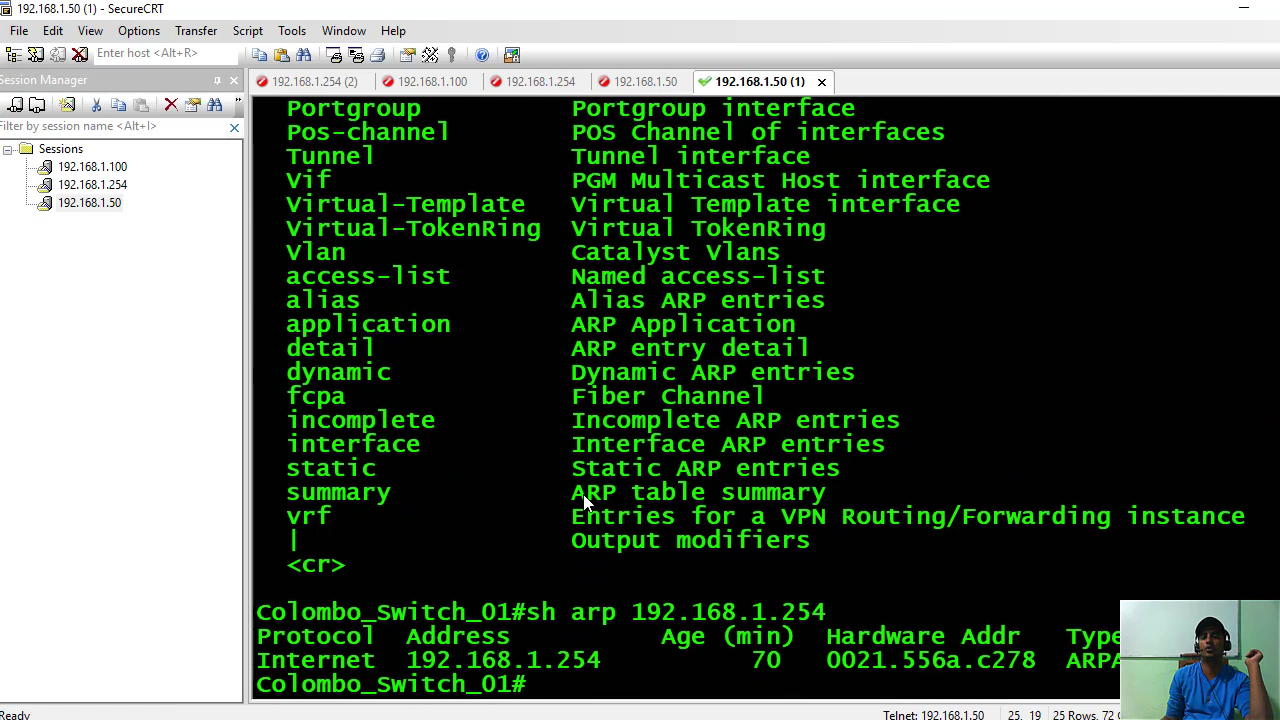 192.168.1.50 (1) - SecureCRT
File Edit View Options Transfer Script Tools Window Help
Enter host <Alt+R>
Session Manager
192.168.1.254 (2) 192.168.1.100 192.168.1.254 192.168.1.50 192.168.1.50 (1)
Filter by session name <Alt+I>
Sessions
192.168.1.100
192.168.1.254
192.168.1.50
Portgroup Portgroup interface
Pos-channel POS Channel of interfaces
Tunnel Tunnel interface
Vif PGM Multicast Host interface
Virtual-Template Virtual Template interface
Virtual-TokenRing Virtual TokenRing
Vlan Catalyst Vlans
access-list Named access-list
alias Alias ARP entries
application ARP Application
detail ARP entry detail
dynamic Dynamic ARP entries
fcpa Fiber Channel
incomplete Incomplete ARP entries
interface Interface ARP entries
static Static ARP entries
summary ARP table summary
vrf Entries for a VPN Routing/Forwarding instance
| Output modifiers
<cr>
Colombo_Switch_01#sh arp 192.168.1.254
Protocol Address Age (min) Hardware Addr Type
Internet 192.168.1.254 70 0021.556a.c278 ARPA
Colombo_Switch_01#
Ready Telnet: 192.168.1.50 25, 19 25 Rows, 72 C